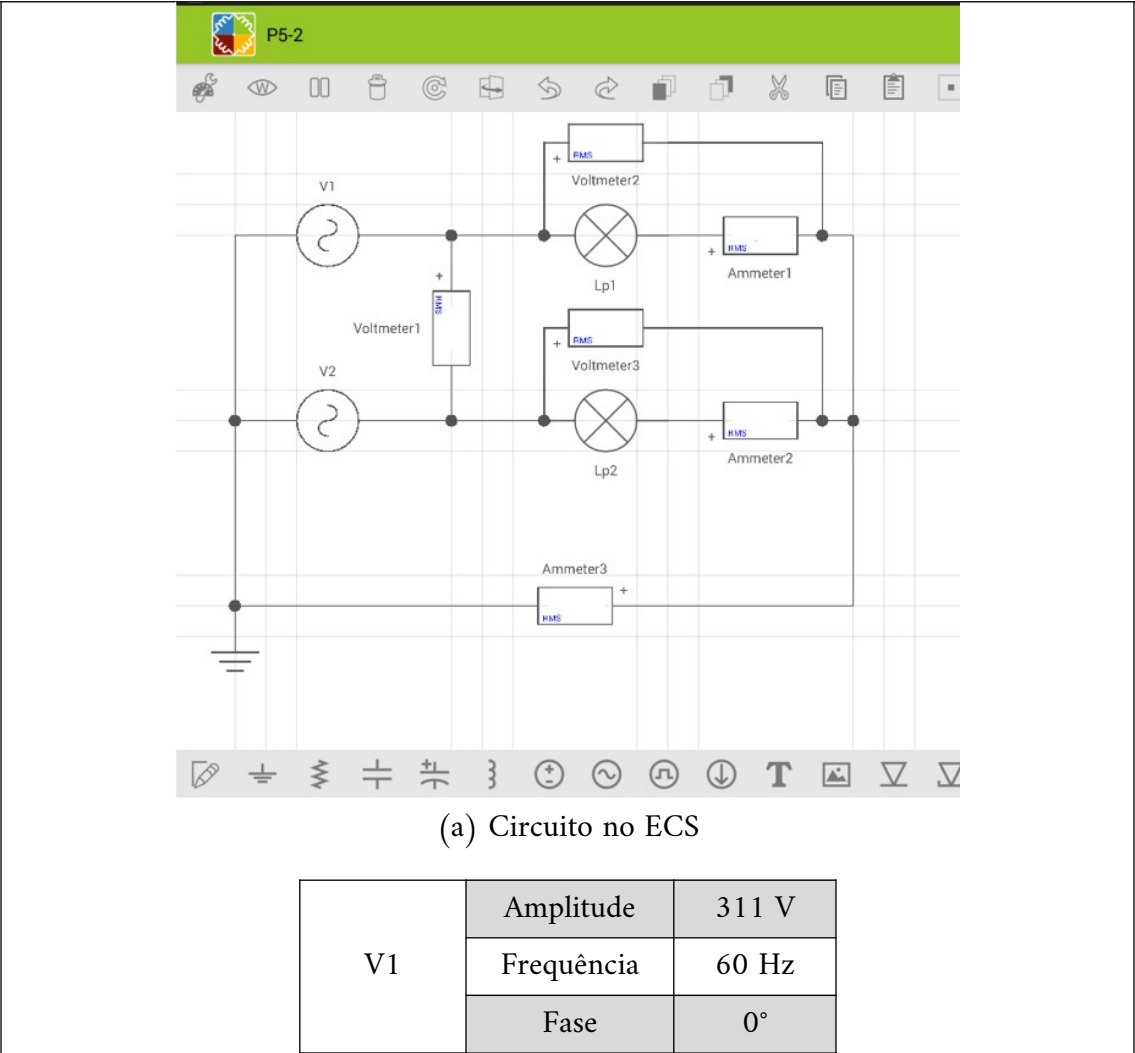 P5-2
W
RMS
+
Voltmeter2
V1
+
RMS
Ammeter1
Lp1
+
RMS
Voltmeter1
+
RMS
Voltmeter3
V2
+
RMS
Ammeter2
Lp2
Ammeter3
+
RMS
T
(a) Circuito no ECS
V1
Amplitude 311 V
Frequência 60 Hz
Fase 0°